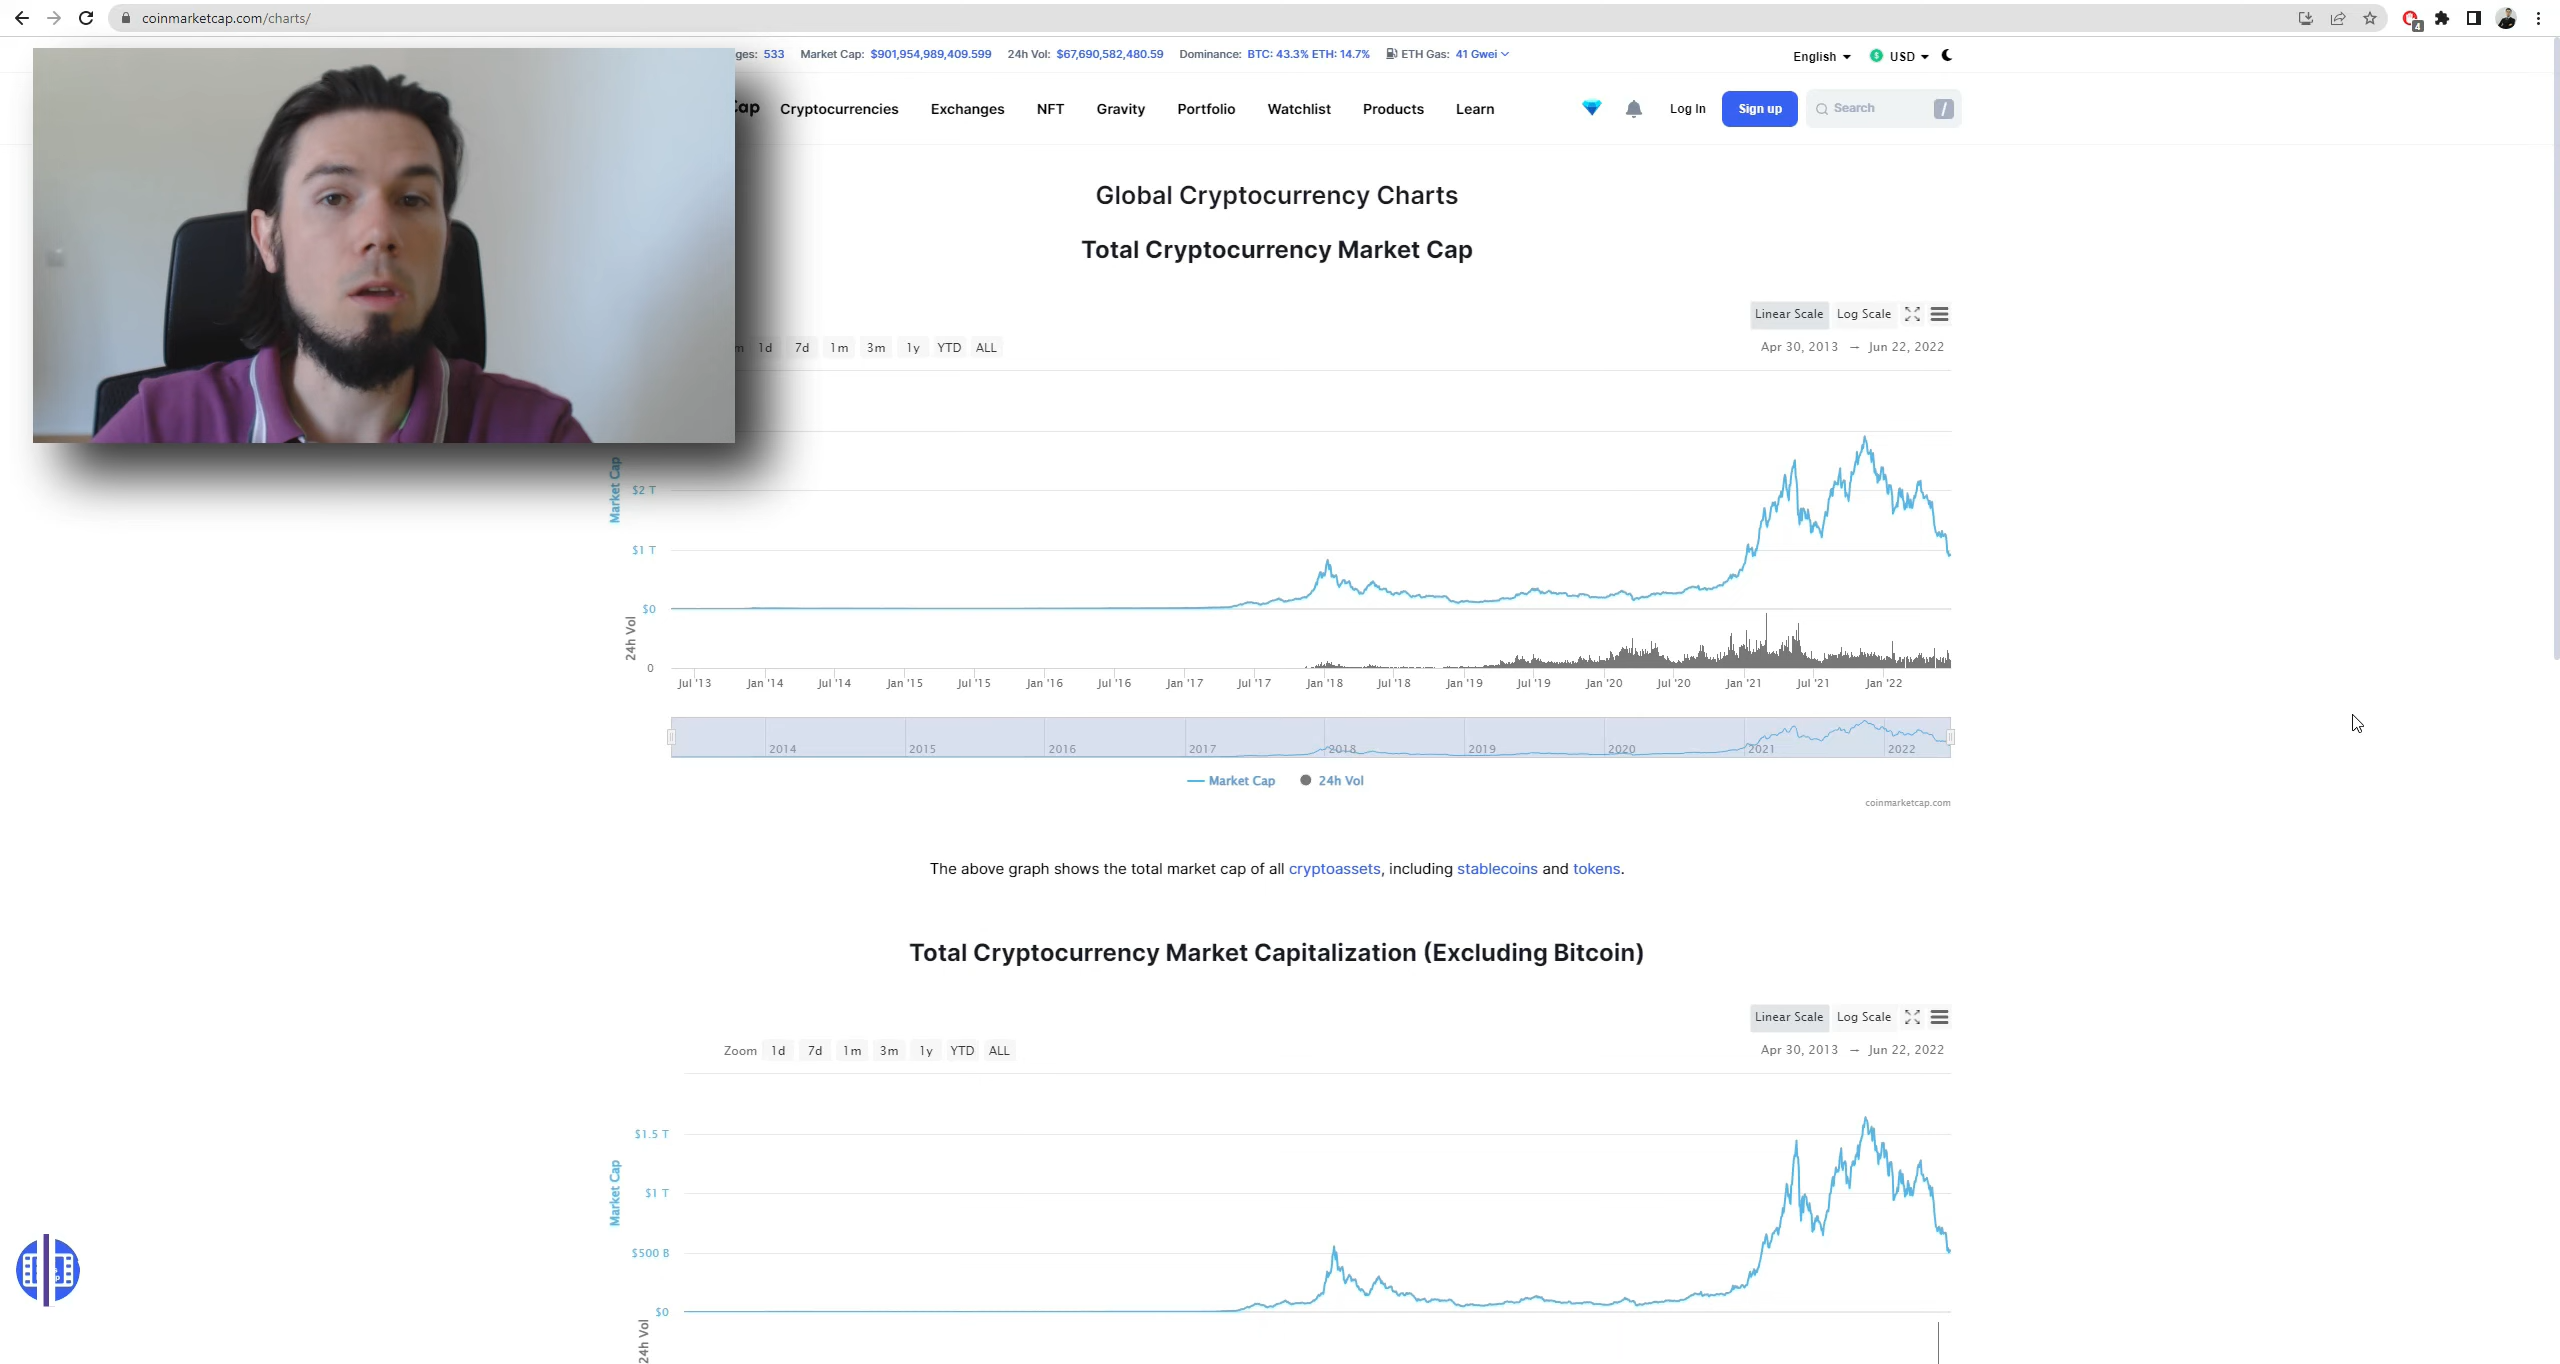 coinmarketcap.com/charts/
4
ges: 533 Market Cap: $901,954,989,409.599 24h Vol: $67,690,582,480.59 Dominance: BTC: 43.3% ETH: 14.7% ETH Gas: 41 Gwei
English USD
Cap Cryptocurrencies Exchanges NFT Gravity Portfolio Watchlist Products Learn Log In Sign up Search /
Global Cryptocurrency Charts
Total Cryptocurrency Market Cap
Linear Scale Log Scale
m 1d 7d 1m 3m 1y YTD ALL Apr 30, 2013 → Jun 22, 2022
Market Cap
$2 T
$1 T
$0
24h Vol
0
Jul '13 Jan '14 Jul '14 Jan '15 Jul '15 Jan '16 Jul '16 Jan '17 Jul '17 Jan '18 Jul '18 Jan '19 Jul '19 Jan '20 Jul '20 Jan '21 Jul '21 Jan '22
2014 2015 2016 2017 2018 2019 2020 2021 2022
Market Cap 24h Vol
coinmarketcap.com
The above graph shows the total market cap of all cryptoassets, including stablecoins and tokens.
Total Cryptocurrency Market Capitalization (Excluding Bitcoin)
Linear Scale Log Scale
Zoom 1d 7d 1m 3m 1y YTD ALL Apr 30, 2013 → Jun 22, 2022
Market Cap
$1.5 T
$1 T
$500 B
$0
24h Vol